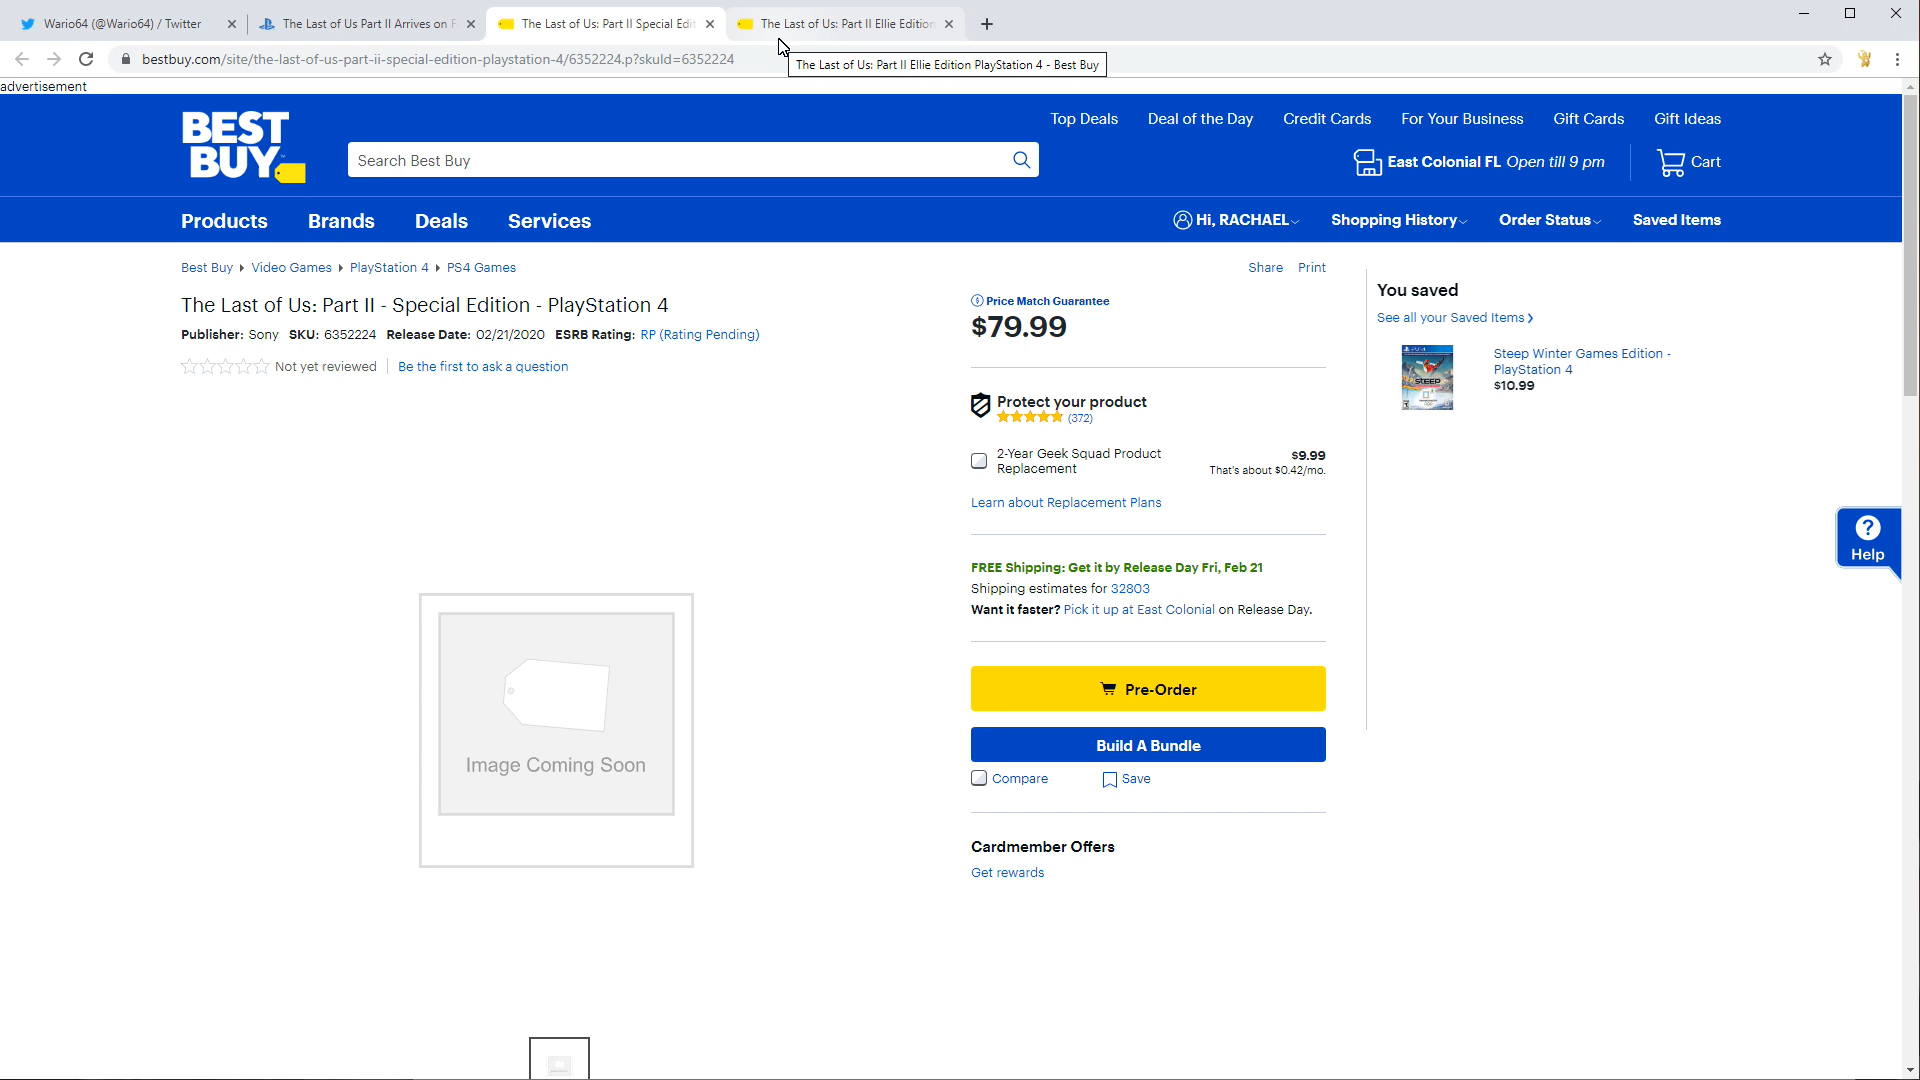 Wario64 (@Wario64) / Twitter
The Last of Us Part II Arrives on
The Last of Us: Part II Special Edit
The Last of Us: Part II Ellie Edition
bestbuy.com/site/the-last-of-us-part-ii-special-edition-playstation-4/6352224.p?skuId=6352224
The Last of Us: Part II Ellie Edition PlayStation 4 - Best Buy
advertisement
BEST
BUY
Top Deals
Deal of the Day
Credit Cards
For Your Business
Gift Cards
Gift Ideas
Search Best Buy
East Colonial FL Open till 9 pm
Cart
Products
Brands
Deals
Services
Hi, RACHAEL
Shopping History
Order Status
Saved Items
Best Buy
Video Games
PlayStation 4
PS4 Games
Share
Print
The Last of Us: Part II - Special Edition - PlayStation 4
Publisher: Sony SKU: 6352224 Release Date: 02/21/2020 ESRB Rating: RP (Rating Pending)
Not yet reviewed
Be the first to ask a question
Image Coming Soon
Price Match Guarantee
$79.99
Protect your product
(372)
2-Year Geek Squad Product
Replacement
$9.99
That's about $0.42/mo.
Learn about Replacement Plans
FREE Shipping: Get it by Release Day Fri, Feb 21
Shipping estimates for 32803
Want it faster? Pick it up at East Colonial on Release Day.
Pre-Order
Build A Bundle
Compare
Save
Cardmember Offers
Get rewards
You saved
See all your Saved Items
STEEP
Steep Winter Games Edition -
PlayStation 4
$10.99
?
Help